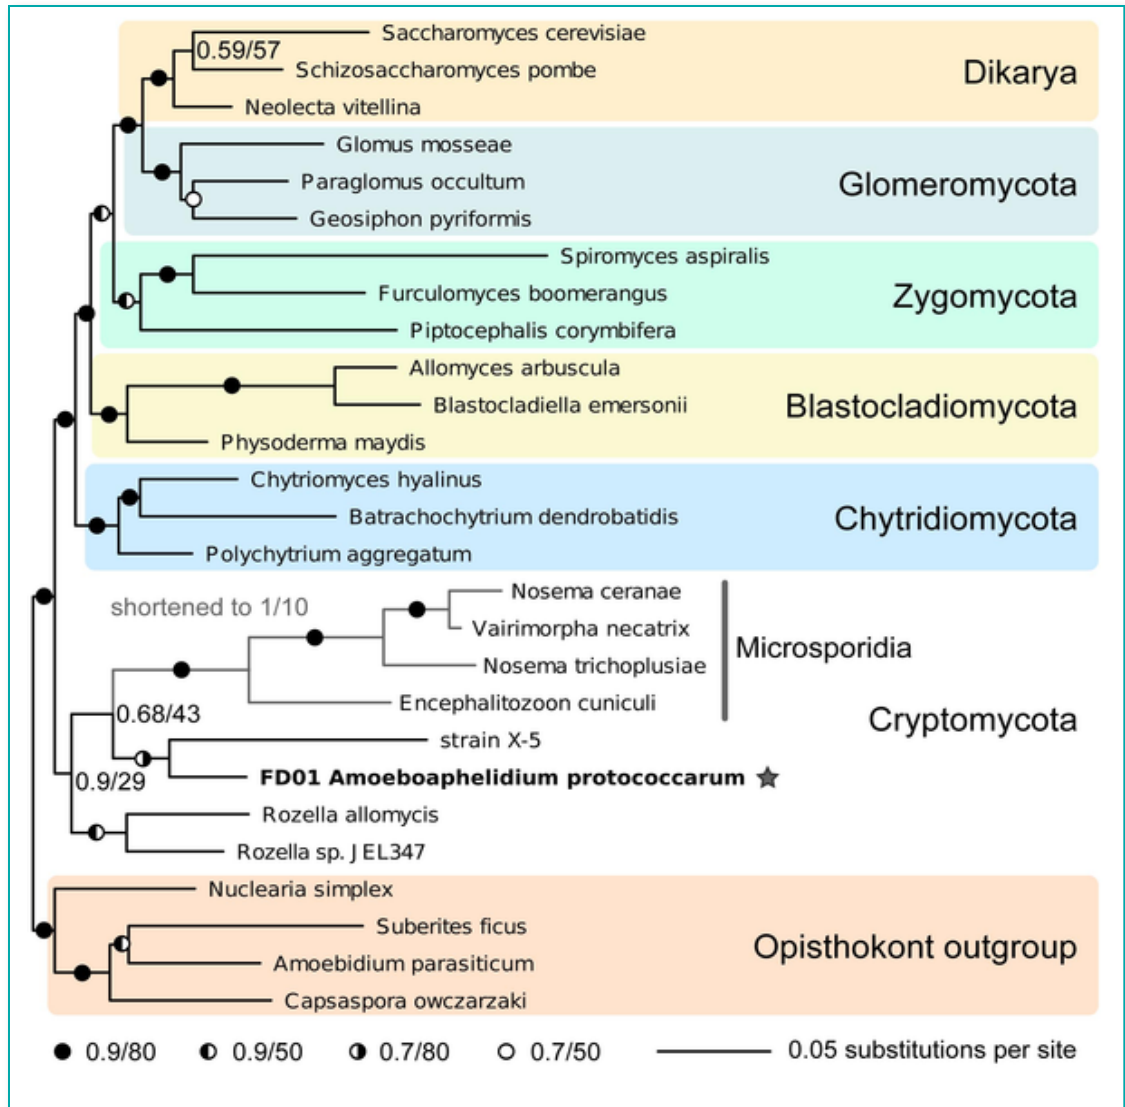 Saccharomyces cerevisiae
0.59/57
Schizosaccharomyces pombe
Dikarya
Neolecta vitellina
Glomus mosseae
Paraglomus occultum
Glomeromycota
Geosiphon pyriformis
Spiromyces aspiralis
Furculomyces boomerangus
Zygomycota
Piptocephalis corymbifera
Allomyces arbuscula
Blastocladiella emersonii
Blastocladiomycota
Physoderma maydis
Chytriomyces hyalinus
Batrachochytrium dendrobatidis
Chytridiomycota
Polychytrium aggregatum
shortened to 1/10
Nosema ceranae
Vairimorpha necatrix
Microsporidia
Nosema trichoplusiae
Encephalitozoon cuniculi
0.68/43
Cryptomycota
strain X-5
FD01 Amoeboaphelidium protococcarum
0.9/29
Rozella allomycis
Rozella sp. JEL347
Nuclearia simplex
Suberites ficus
Opisthokont outgroup
Amoebidium parasiticum
Capsaspora owczarzaki
0.9/80 0.9/50 0.7/80 0.7/50 0.05 substitutions per site